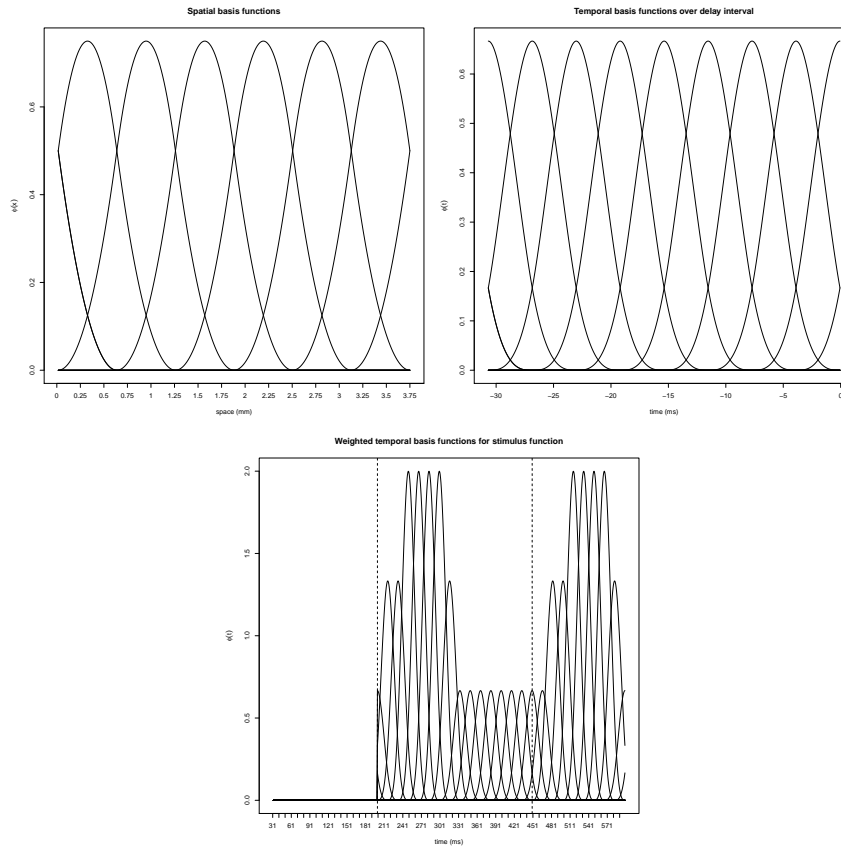 Spatial basis functions
0.6
0.4
0.2
0.0
φ(x)
0 0.25 0.5 0.75 1 1.25 1.5 1.75 2 2.25 2.5 2.75 3 3.25 3.5 3.75
space (mm)
Temporal basis functions over delay interval
0.6
0.5
0.4
0.3
0.2
0.1
0.0
φ(t)
−30 −25 −20 −15 −10 −5 0
time (ms)
Weighted temporal basis functions for stimulus function
2.0
1.5
1.0
0.5
0.0
φ(t)
31 61 91 121 151 181 211 241 271 301 331 361 391 421 451 481 511 541 571
time (ms)